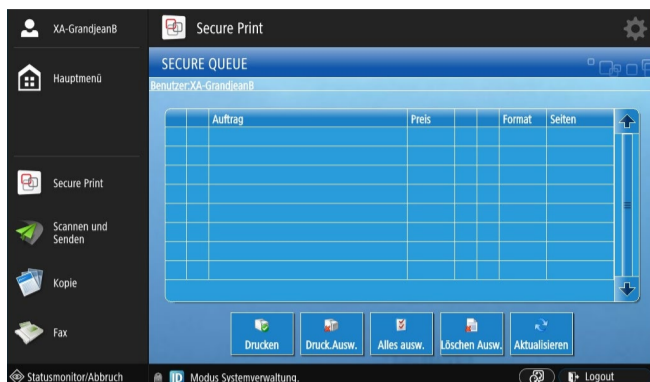 XA-GrandjeanB
Secure Print
Hauptmenü
SECURE QUEUE
Benutzer:XA-GrandjeanB
Auftrag Preis Format Seiten
Secure Print
Scannen und
Senden
Kopie
Fax
Drucken Druck.Ausw. Alles ausw. Löschen Ausw. Aktualisieren
Statusmonitor/Abbruch ID Modus Systemverwaltung. Logout